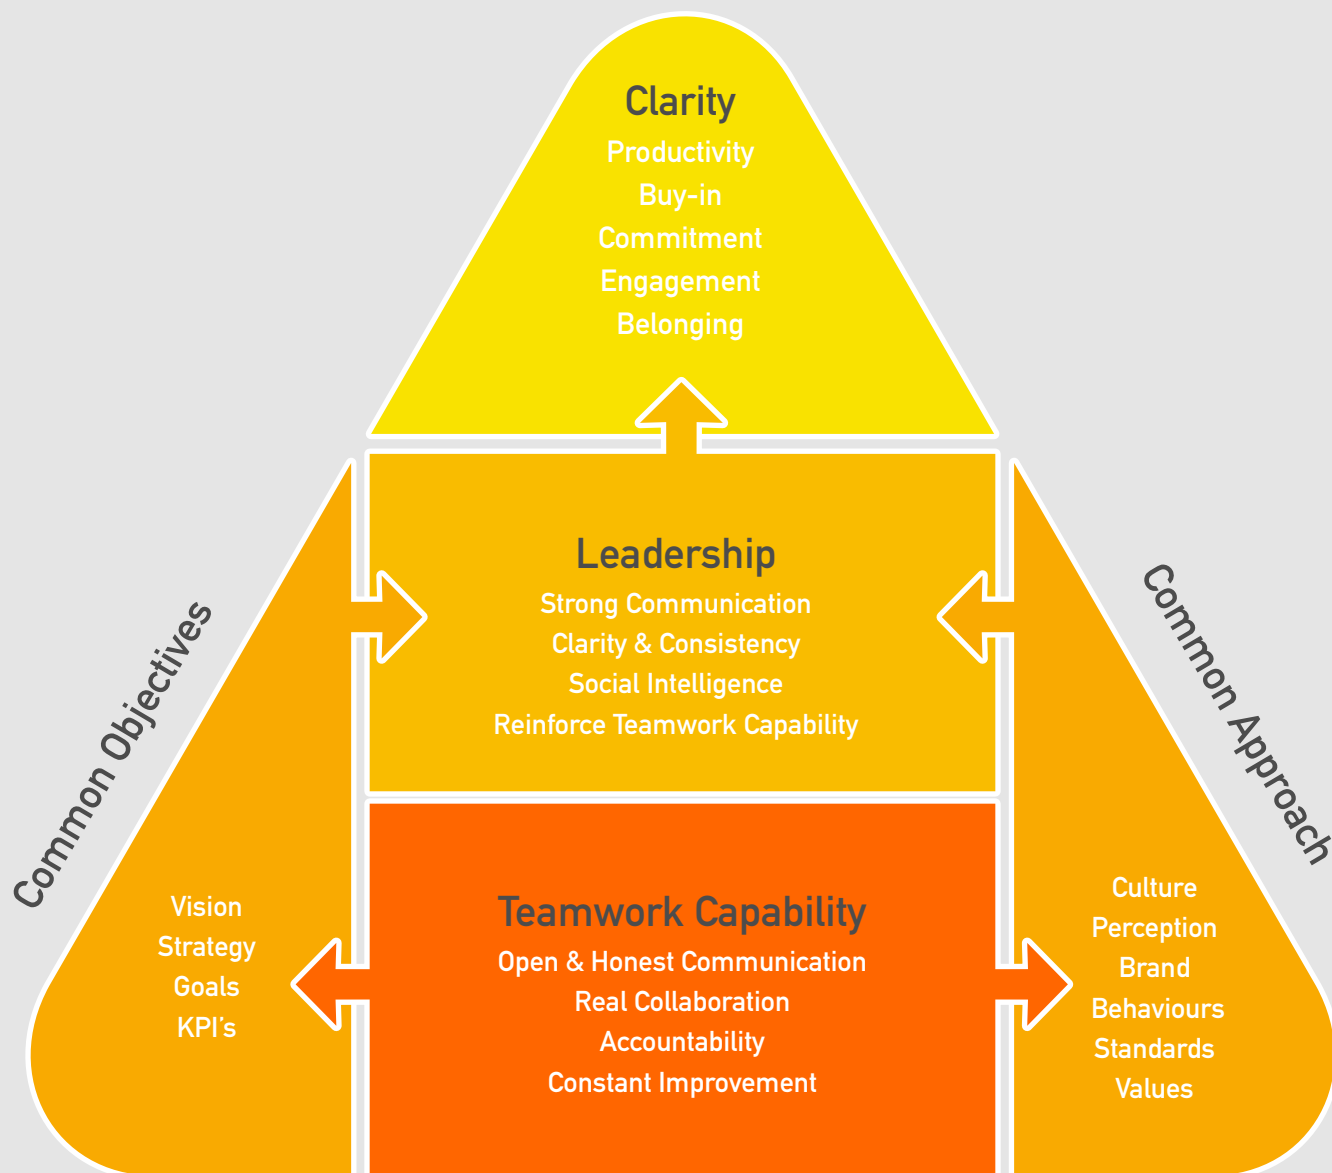 Clarity
Productivity
Buy-in
Commitment
Engagement
Belonging
Leadership
Strong Communication
Clarity & Consistency
Social Intelligence
Reinforce Teamwork Capability
Common Objectives
Vision
Strategy
Goals
KPI’s
Teamwork Capability
Open & Honest Communication
Real Collaboration
Accountability
Constant Improvement
Common Approach
Culture
Perception
Brand
Behaviours
Standards
Values